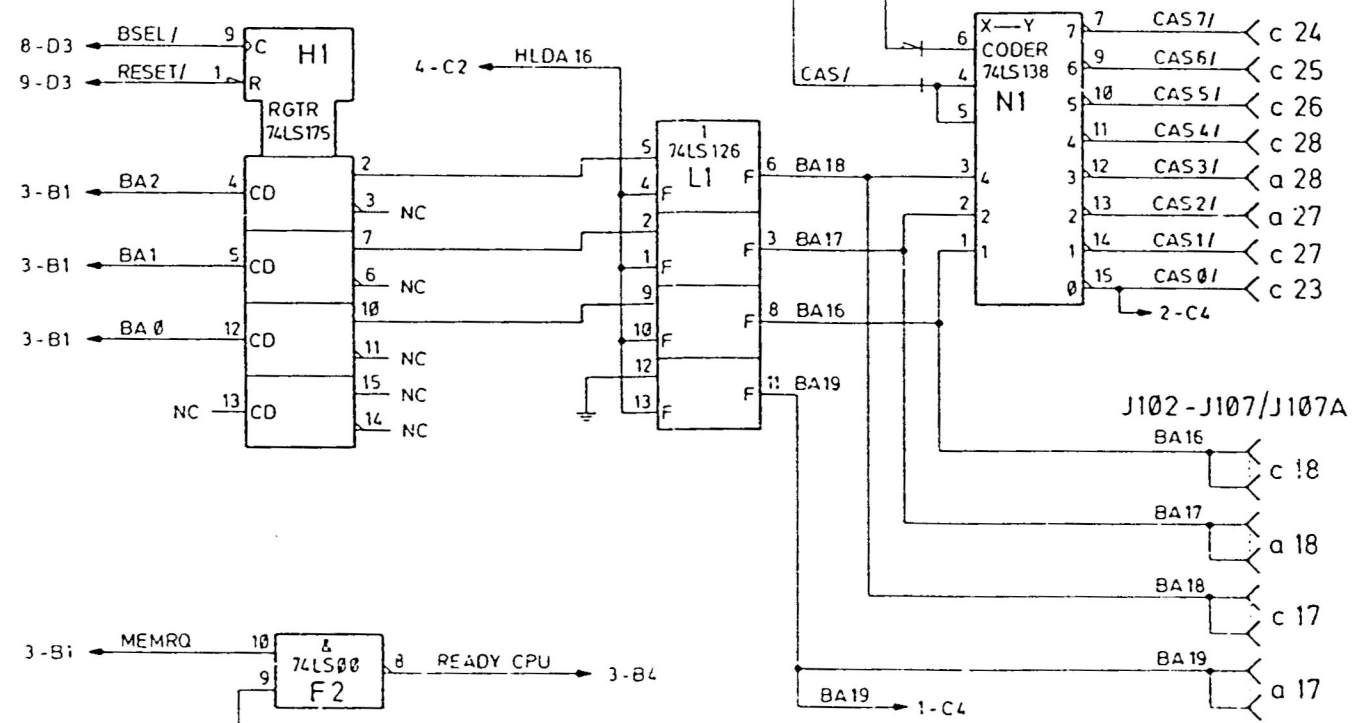 8-D3 BSEL/ 9 C H1
9-D3 RESET/ 1 R
RGTR
74LS175
3-B1 BA2 4 CD 2
3 NC
3-B1 BA1 5 CD 7
6 NC
3-B1 BAØ 12 CD 10
11 NC
NC 13 CD 15 NC
14 NC
4-C2 HLDA16
1
74LS126
L1
5 4 F F 6 BA18
2 1 F F 3 BA17
9 10 F F 8 BA16
12 13 F F 11 BA19
CAS/
X—Y
CODER
74LS138
N1
6
4
5
3 4
2 2
1 1
7 7 CAS7/ c 24
6 9 CAS6/ c 25
5 10 CAS5/ c 26
4 11 CAS4/ c 28
3 12 CAS3/ a 28
2 13 CAS2/ a 27
1 14 CAS1/ c 27
Ø 15 CASØ/ c 23
2-C4
J102-J107/J107A
BA16 c 18
BA17 a 18
BA18 c 17
BA19 a 17
BA19 1-C4
3-B1 MEMRQ 10
9
&
74LS00
F2
8 READY CPU 3-B4